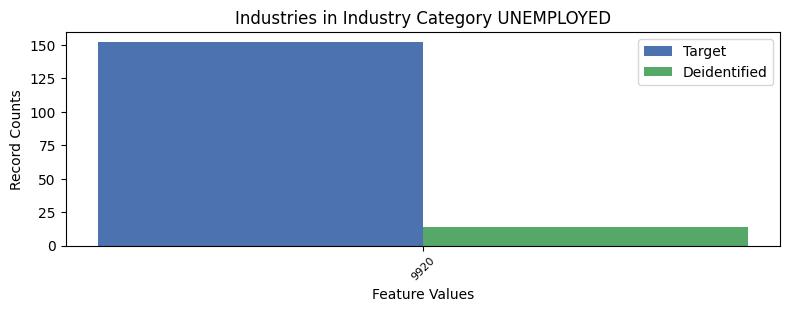 Industries in Industry Category UNEMPLOYED
Target
Deidentified
Record Counts
150
125
100
75
50
25
0
9920
Feature Values